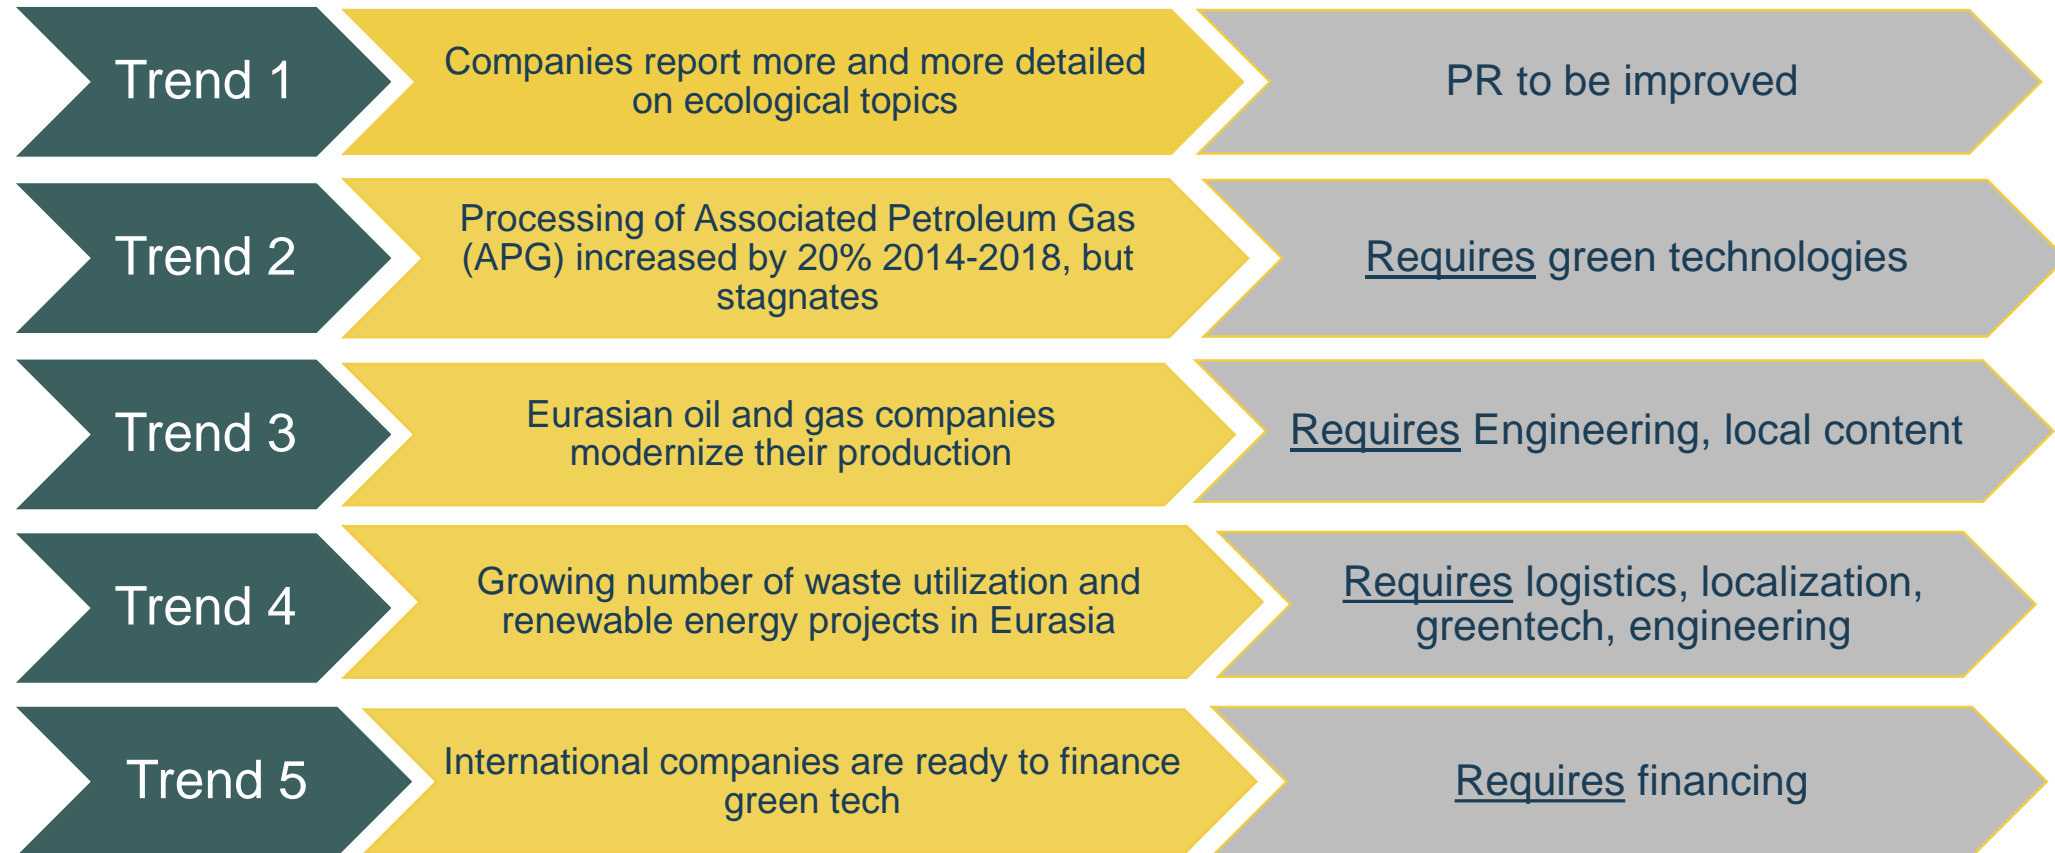 Trend 1
Companies report more and more detailed
on ecological topics
PR to be improved
Trend 2
Processing of Associated Petroleum Gas
(APG) increased by 20% 2014-2018, but
stagnates
Requires green technologies
Trend 3
Eurasian oil and gas companies
modernize their production
Requires Engineering, local content
Trend 4
Growing number of waste utilization and
renewable energy projects in Eurasia
Requires logistics, localization,
greentech, engineering
Trend 5
International companies are ready to finance
green tech
Requires financing